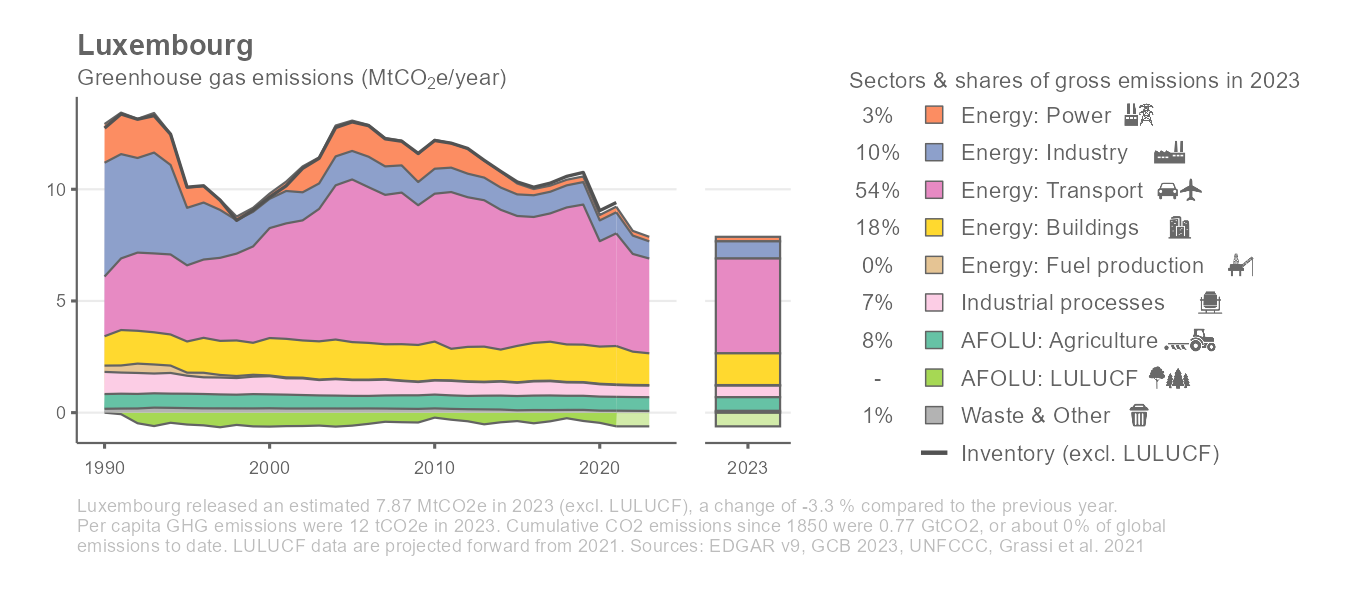 Luxembourg
Greenhouse gas emissions (MtCO₂e/year)
10
5
0
1990
2000
2010
2020
2023
Sectors & shares of gross emissions in 2023
3% Energy: Power
10% Energy: Industry
54% Energy: Transport
18% Energy: Buildings
0% Energy: Fuel production
7% Industrial processes
8% AFOLU: Agriculture
- AFOLU: LULUCF
1% Waste & Other
Inventory (excl. LULUCF)
Luxembourg released an estimated 7.87 MtCO2e in 2023 (excl. LULUCF), a change of -3.3 % compared to the previous year.
Per capita GHG emissions were 12 tCO2e in 2023. Cumulative CO2 emissions since 1850 were 0.77 GtCO2, or about 0% of global
emissions to date. LULUCF data are projected forward from 2021. Sources: EDGAR v9, GCB 2023, UNFCCC, Grassi et al. 2021